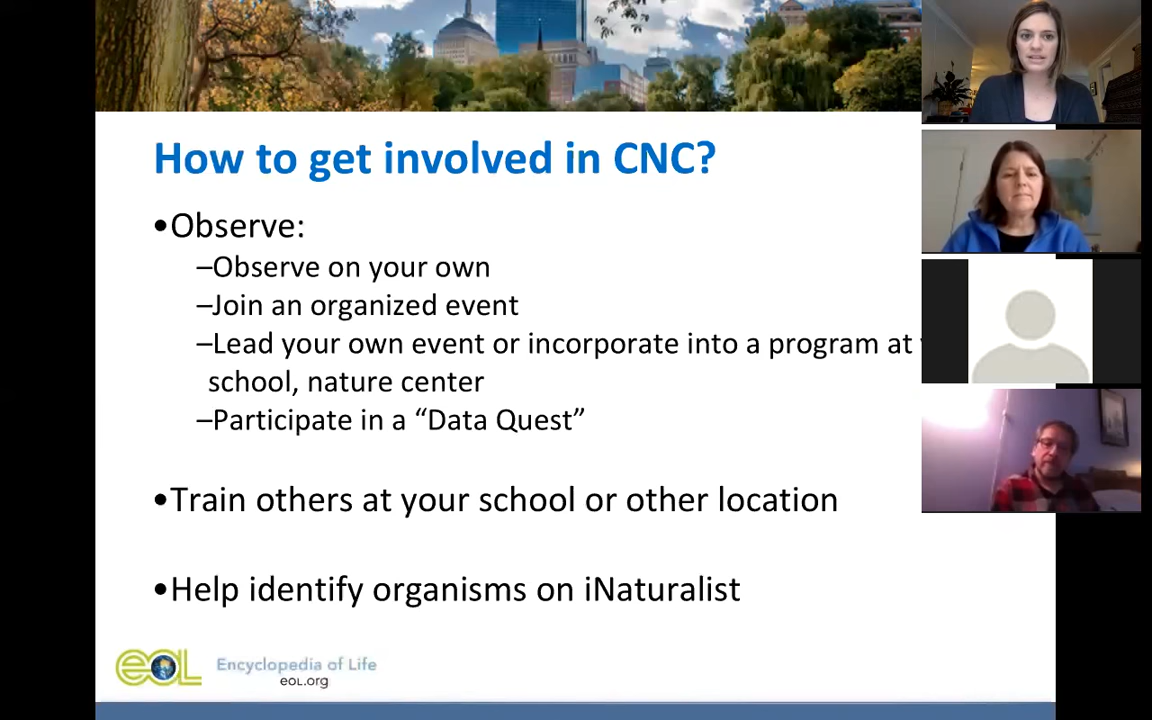 How to get involved in CNC?
•Observe:
–Observe on your own
–Join an organized event
–Lead your own event or incorporate into a program at
school, nature center
–Participate in a “Data Quest”
•Train others at your school or other location
•Help identify organisms on iNaturalist
eOL Encyclopedia of Life
eol.org